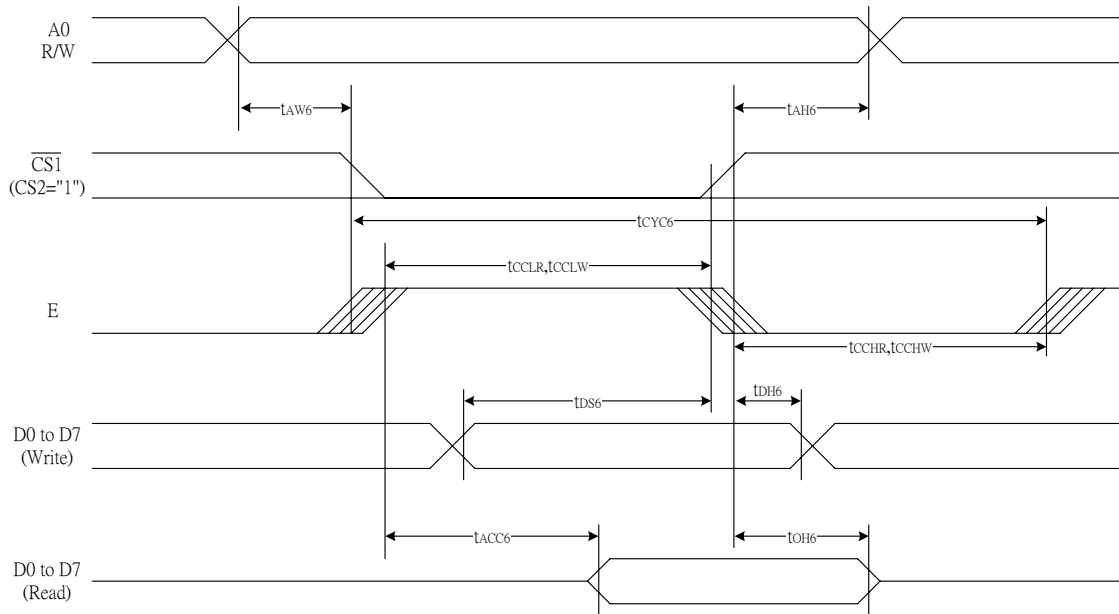 A0
R/W
tAW6
tAH6
CS1
(CS2="1")
tCYC6
tCCLR,tCCLW
E
tCCHR,tCCHW
tDS6
tDH6
D0 to D7
(Write)
tACC6
tOH6
D0 to D7
(Read)